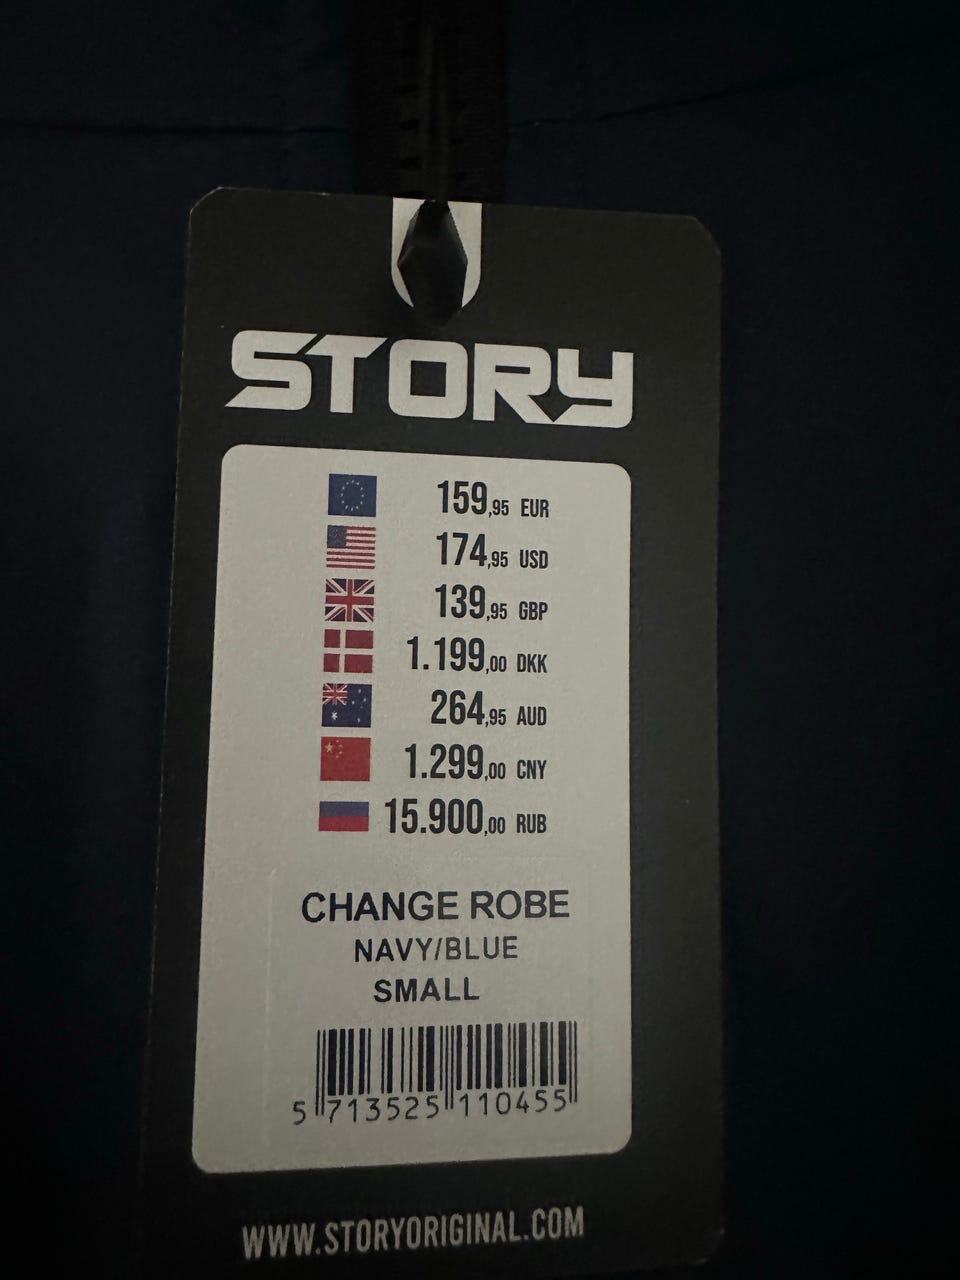 STORY
159,95 EUR
174,95 USD
139,95 GBP
1.199,00 DKK
264,95 AUD
1.299,00 CNY
15.900,00 RUB
CHANGE ROBE
NAVY/BLUE
SMALL
5 713525 110455
WWW.STORYORIGINAL.COM